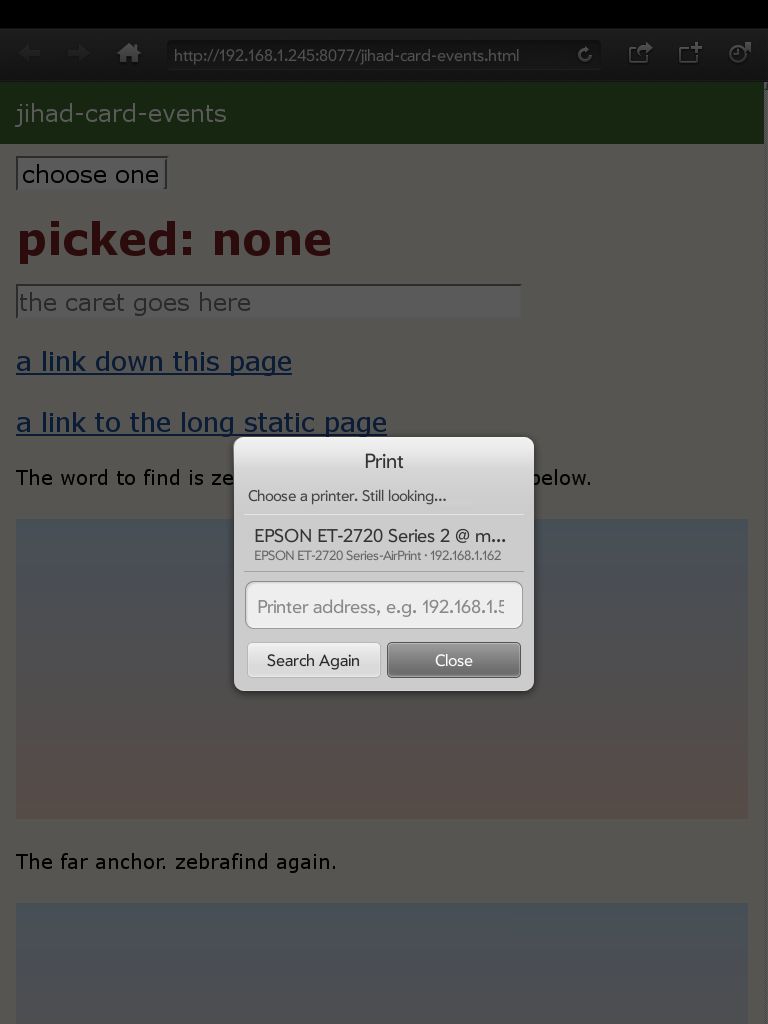 http://192.168.1.245:8077/jihad-card-events.html
jihad-card-events
choose one
picked: none
the caret goes here
a link down this page
a link to the long static page
The word to find is ze
below.
Print
Choose a printer. Still looking...
EPSON ET-2720 Series 2 @ m...
EPSON ET-2720 Series-AirPrint · 192.168.1.162
Printer address, e.g. 192.168.1.5
Search Again
Close
The far anchor. zebrafind again.